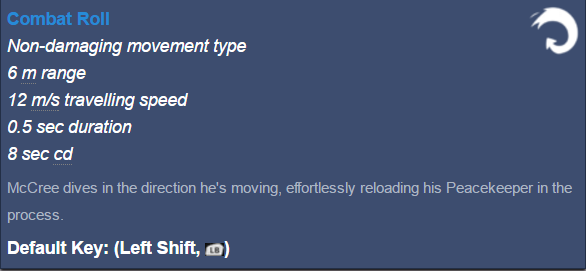 Combat Roll
Non-damaging movement type
6 m range
12 m/s travelling speed
0.5 sec duration
8 sec cd
McCree dives in the direction he's moving, effortlessly reloading his Peacekeeper in the
process.
Default Key: (Left Shift, LB)